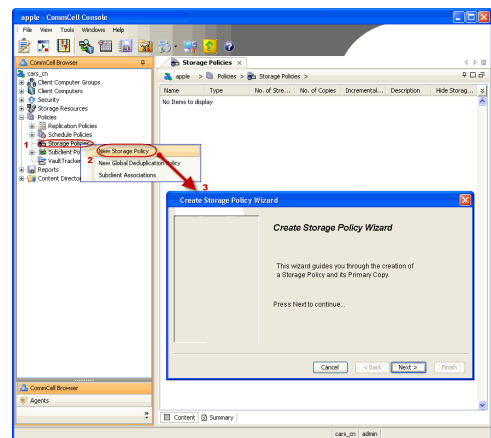 apple - CommCell Console
File View Tools Windows Help
CommCell Browser
Storage Policies
cars_cn
Client Computer Groups
Client Computers
Security
Storage Resources
Policies
Replication Policies
Schedule Policies
1 Storage Policies
Subclient Po
VaultTracker
Reports
Content Director
apple > Policies > Storage Policies >
Name Type No. of Stre... No. of Copies Incremental... Description Hide Storag...
No Items to display
New Storage Policy
2 New Global Deduplication Policy
Subclient Associations
3
Create Storage Policy Wizard
Create Storage Policy Wizard
This wizard guides you through the creation of
a Storage Policy and its Primary Copy.
Press Next to continue...
Cancel < Back Next > Finish
CommCell Browser
Agents
Content Summary
cars_cn admin